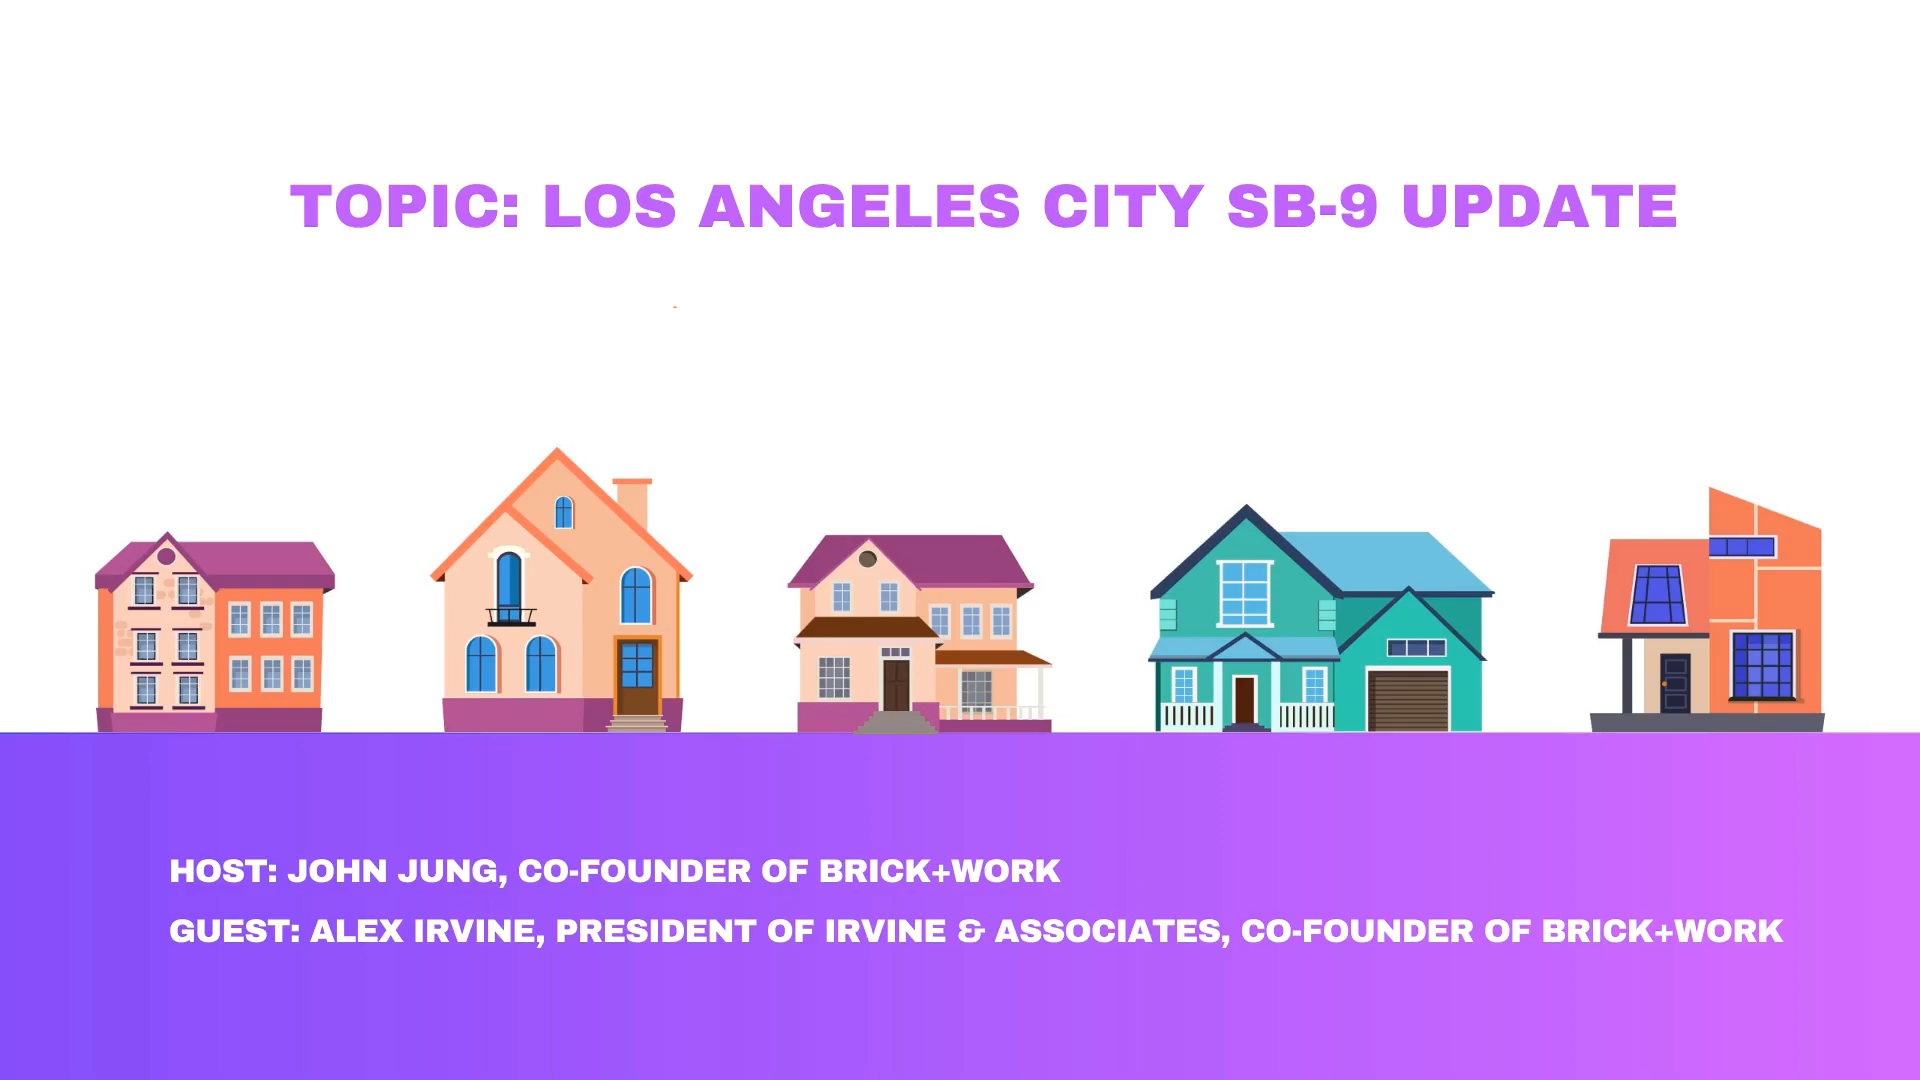 TOPIC: LOS ANGELES CITY SB-9 UPDATE
HOST: JOHN JUNG, CO-FOUNDER OF BRICK+WORK
GUEST: ALEX IRVINE, PRESIDENT OF IRVINE & ASSOCIATES, CO-FOUNDER OF BRICK+WORK